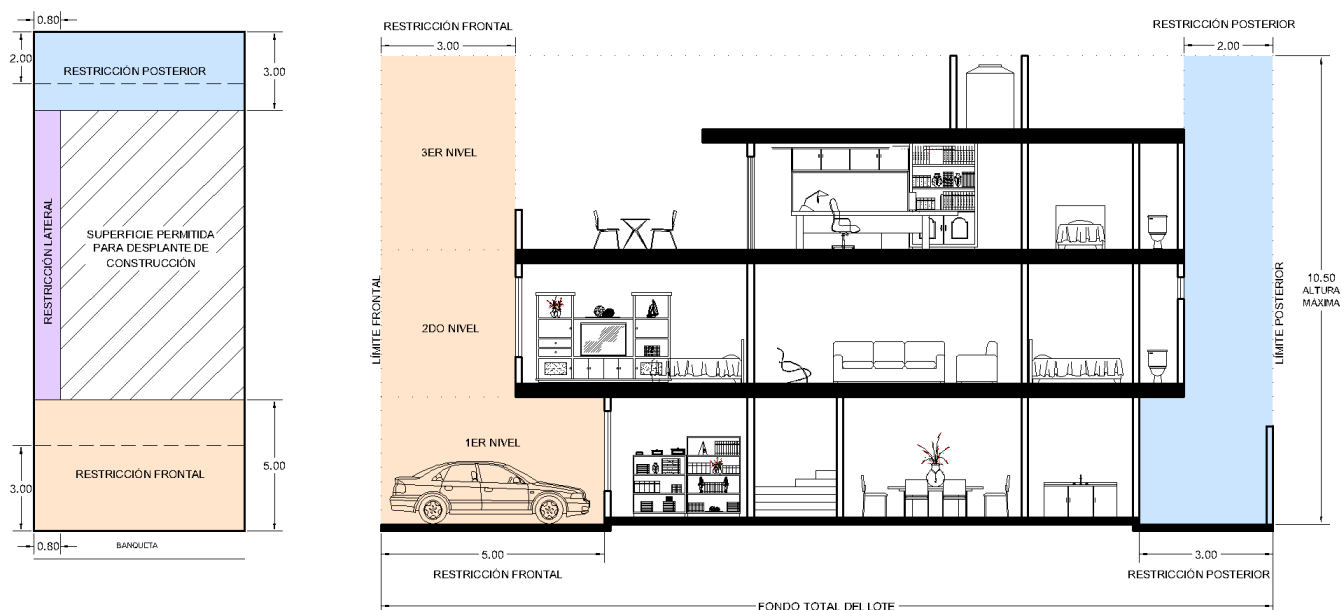 0.80
2.00
RESTRICCIÓN POSTERIOR
3.00
RESTRICCIÓN LATERAL
SUPERFICIE PERMITIDA
PARA DESPLANTE DE
CONSTRUCCIÓN
RESTRICCIÓN FRONTAL
5.00
3.00
0.80
BANQUETA
RESTRICCIÓN FRONTAL
3.00
RESTRICCIÓN POSTERIOR
2.00
3ER NIVEL
LÍMITE FRONTAL
2DO NIVEL
1ER NIVEL
10.50
ALTURA
MÁXIMA
LÍMITE POSTERIOR
5.00
RESTRICCIÓN FRONTAL
3.00
RESTRICCIÓN POSTERIOR
FONDO TOTAL DEL LOTE